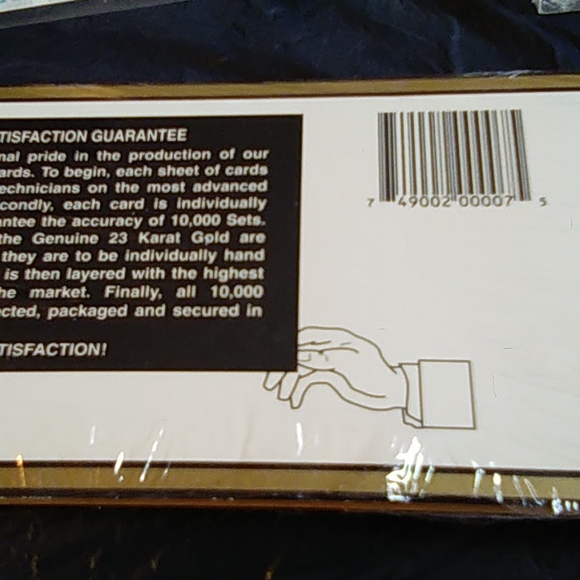 TISFACTION GUARANTEE
nal pride in the production of our
ards. To begin, each sheet of cards
echnicians on the most advanced
condly, each card is individually
antee the accuracy of 10,000 Sets.
the Genuine 23 Karat Gold are
they are to be individually hand
is then layered with the highest
he market. Finally, all 10,000
cted, packaged and secured in
TISFACTION!
7 49002 00007 5